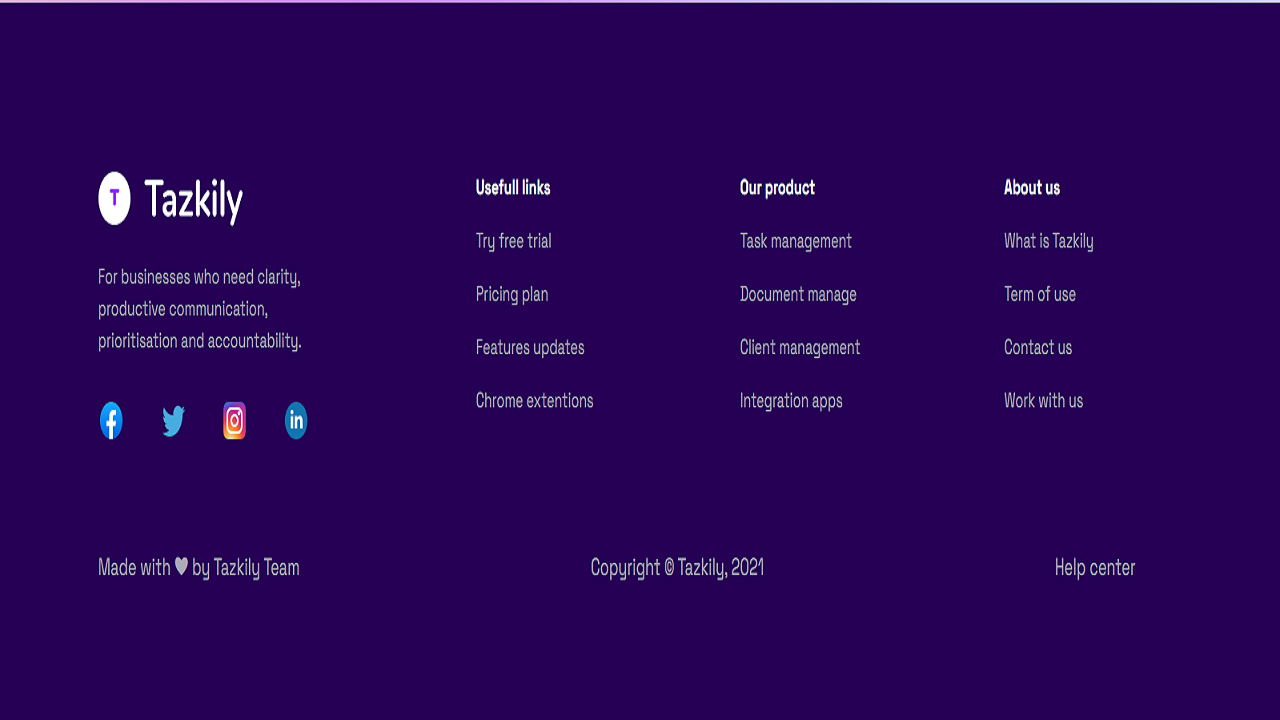 T Tazkily
For businesses who need clarity,
productive communication,
prioritisation and accountability.
Usefull links
Try free trial
Pricing plan
Features updates
Chrome extentions
Our product
Task management
Document manage
Client management
Integration apps
About us
What is Tazkily
Term of use
Contact us
Work with us
Made with ♥ by Tazkily Team
Copyright © Tazkily, 2021
Help center